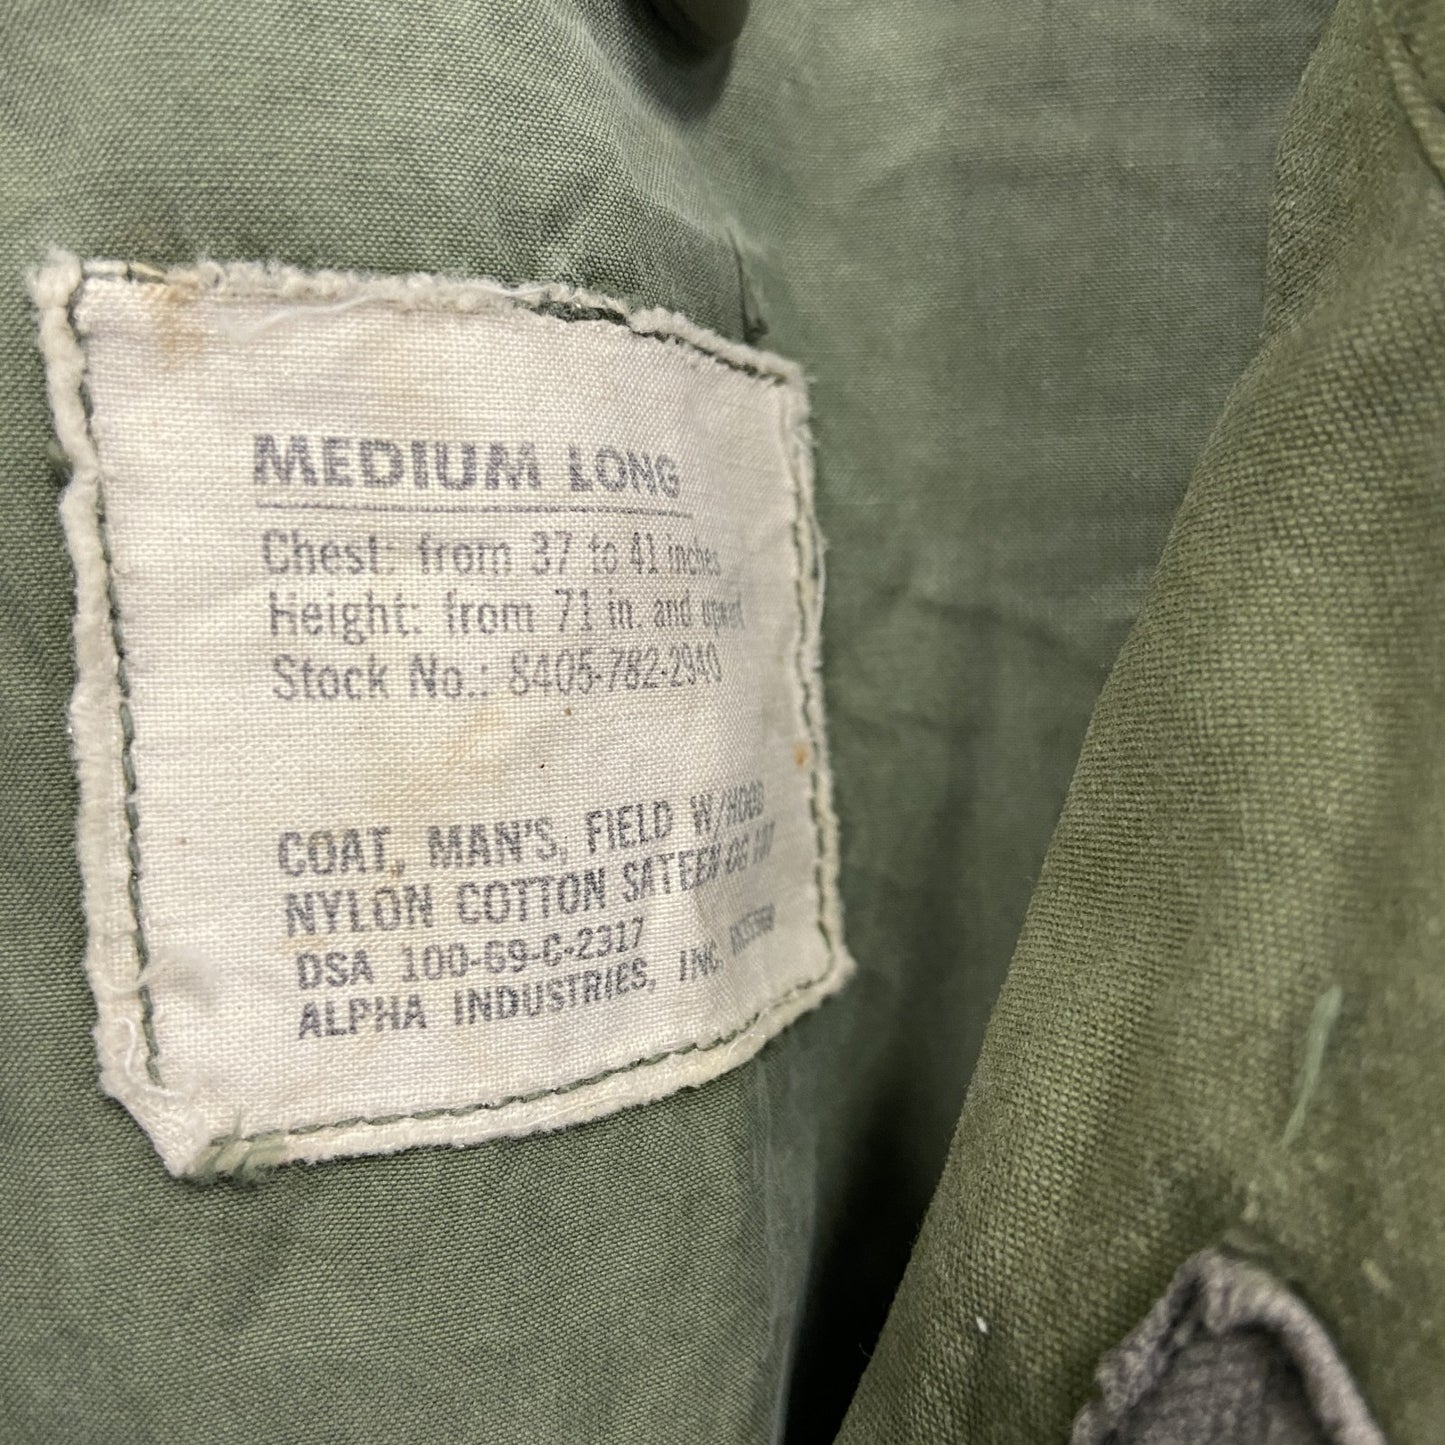 MEDIUM LONG
Chest: from 37 to 41 inches
Height: from 71 in. and upward
Stock No.: 8405-782-2940
COAT, MAN'S, FIELD W/HOOD
NYLON COTTON SATEEN OG 107
DSA 100-69-C-2317
ALPHA INDUSTRIES, INC.